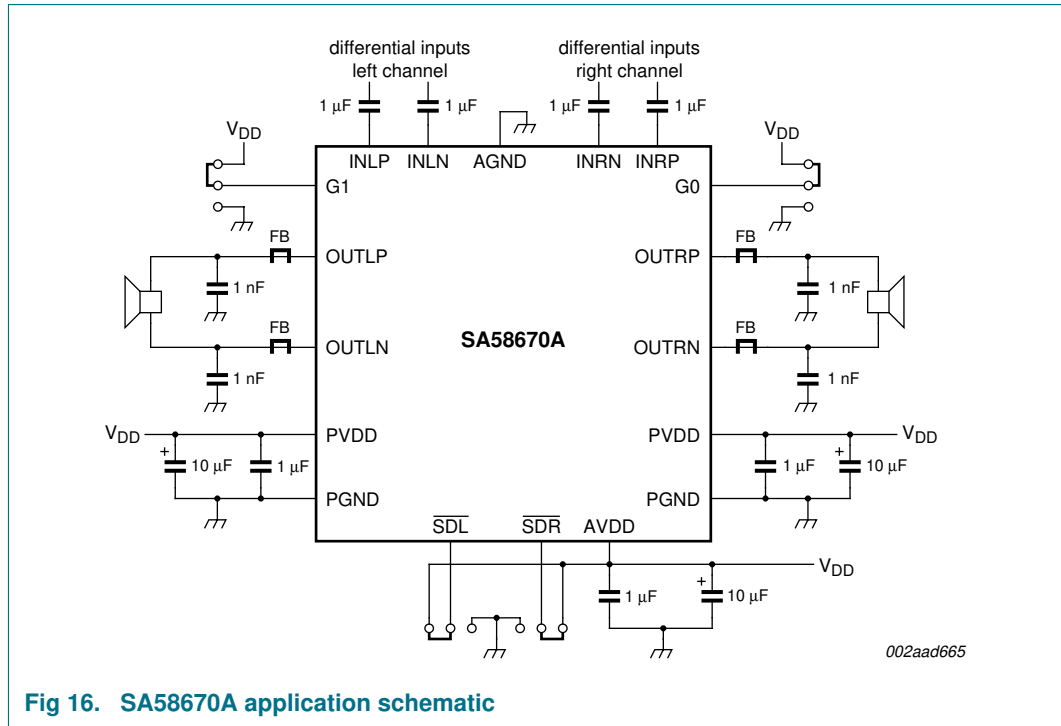 differential inputs
left channel
differential inputs
right channel
1 μF
1 μF
1 μF
1 μF
VDD
VDD
INLP
INLN
AGND
INRN
INRP
G1
G0
FB
OUTLP
OUTRP
FB
1 nF
1 nF
FB
OUTLN
SA58670A
OUTRN
FB
1 nF
1 nF
VDD
PVDD
PVDD
VDD
+
10 μF
1 μF
1 μF
+
10 μF
PGND
PGND
SDL
SDR
AVDD
VDD
1 μF
+
10 μF
002aad665
Fig 16. SA58670A application schematic